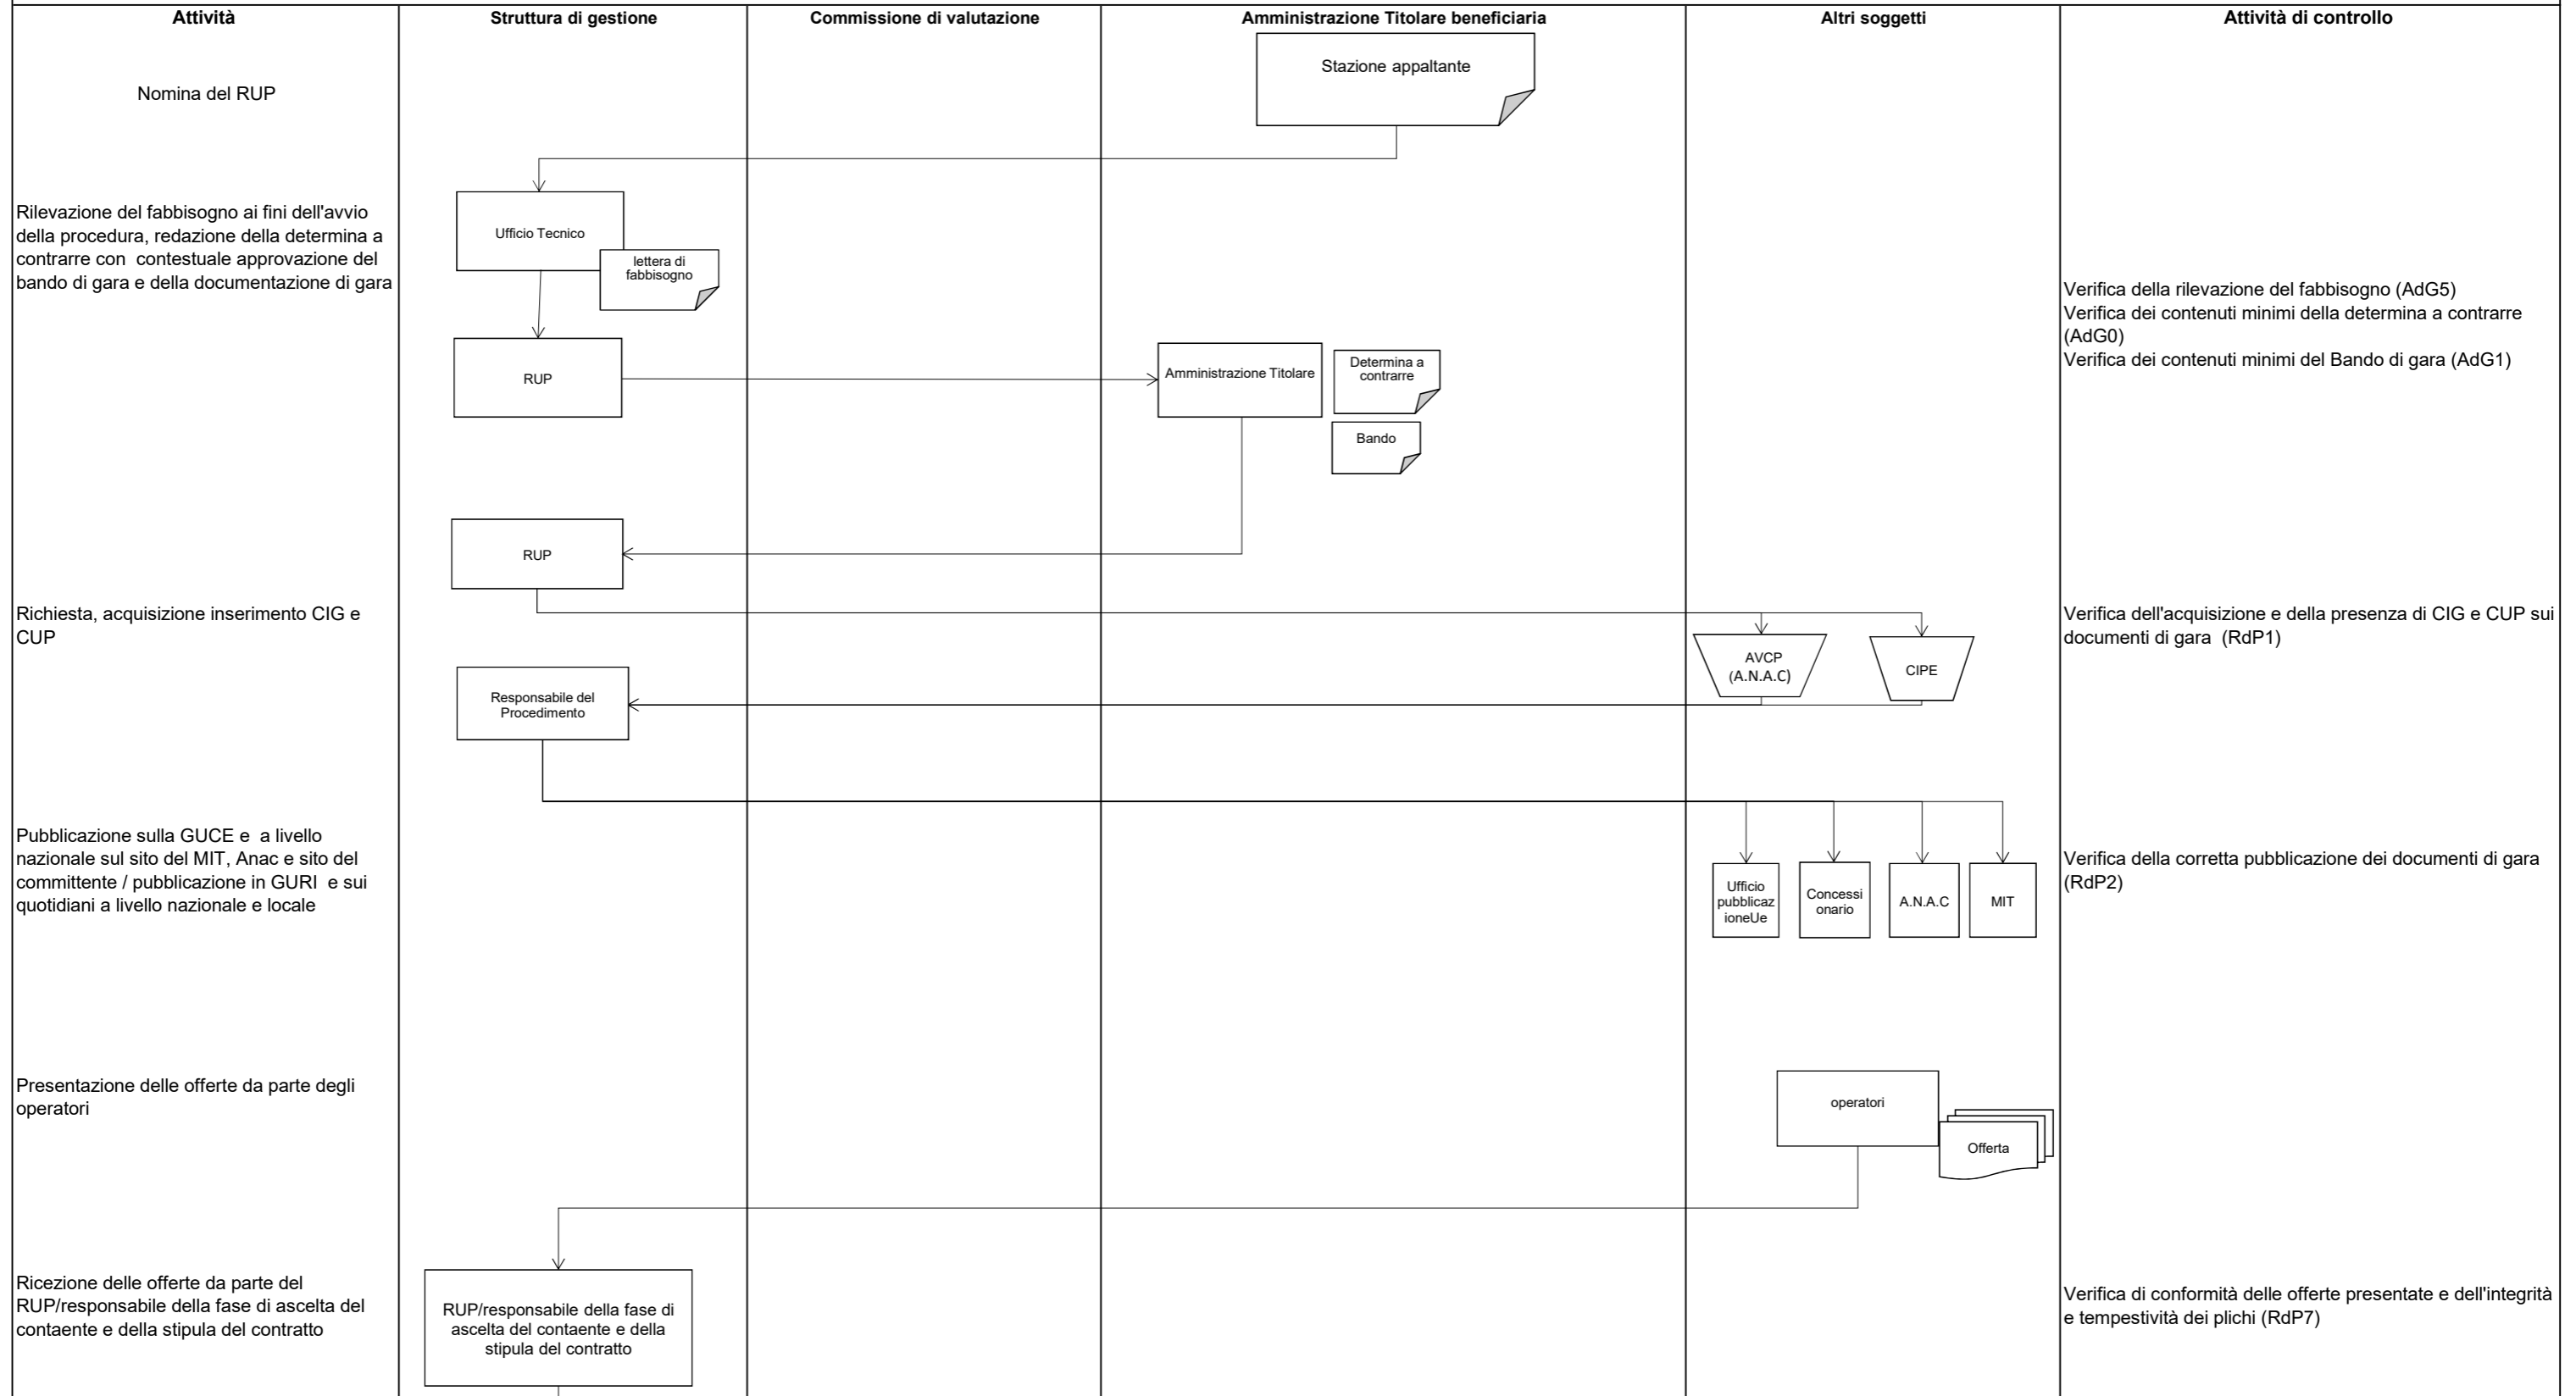 Attività
Struttura di gestione
Commissione di valutazione
Amministrazione Titolare beneficiaria
Altri soggetti
Attività di controllo
Nomina del RUP
Stazione appaltante
Rilevazione del fabbisogno ai fini dell'avvio
della procedura, redazione della determina a
contrarre con  contestuale approvazione del
bando di gara e della documentazione di gara
Ufficio Tecnico
lettera di
fabbisogno
Verifica della rilevazione del fabbisogno (AdG5)
Verifica dei contenuti minimi della determina a contrarre
(AdG0)
Verifica dei contenuti minimi del Bando di gara (AdG1)
RUP
Amministrazione Titolare
Determina a
contrarre
Bando
RUP
Richiesta, acquisizione inserimento CIG e
CUP
AVCP
(A.N.A.C)
CIPE
Verifica dell'acquisizione e della presenza di CIG e CUP sui
documenti di gara  (RdP1)
Responsabile del
Procedimento
Pubblicazione sulla GUCE e  a livello
nazionale sul sito del MIT, Anac e sito del
committente / pubblicazione in GURI  e sui
quotidiani a livello nazionale e locale
Ufficio
pubblicaz
ioneUe
Concessi
onario
A.N.A.C
MIT
Verifica della corretta pubblicazione dei documenti di gara
(RdP2)
Presentazione delle offerte da parte degli
operatori
operatori
Offerta
Ricezione delle offerte da parte del
RUP/responsabile della fase di ascelta del
contaente e della stipula del contratto
RUP/responsabile della fase di
ascelta del contaente e della
stipula del contratto
Verifica di conformità delle offerte presentate e dell'integrità
e tempestività dei plichi (RdP7)